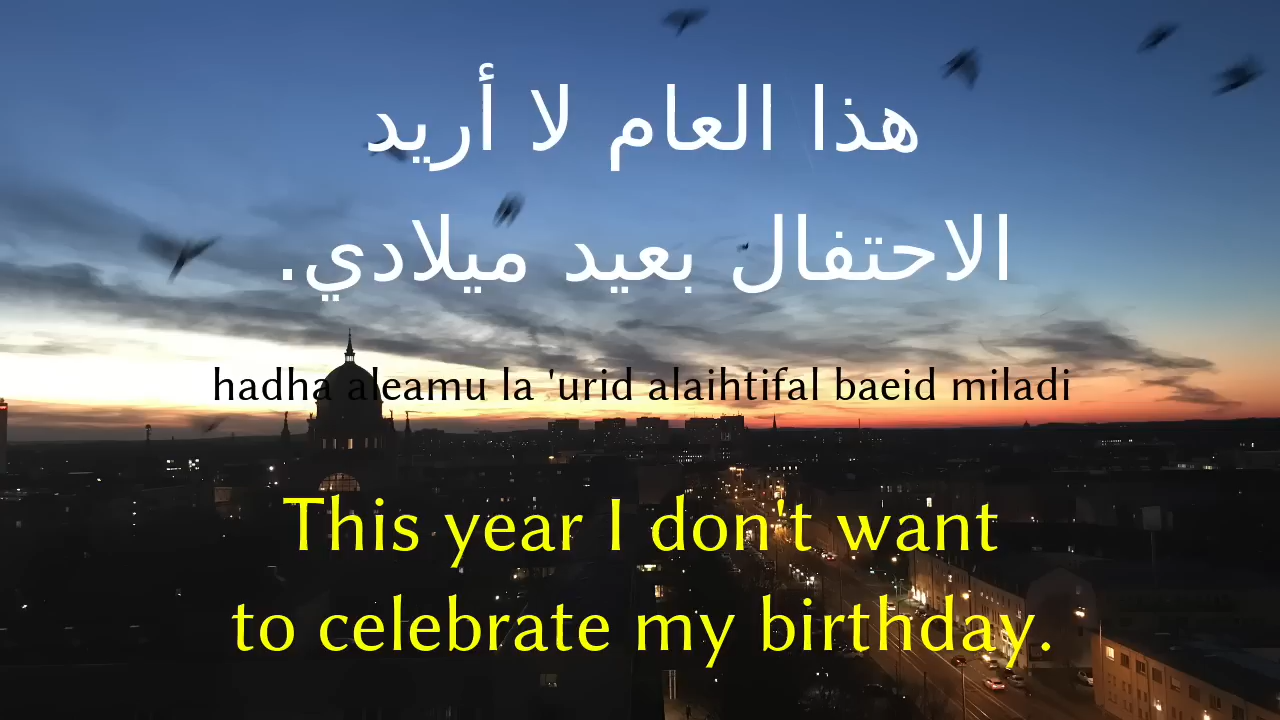 هذا العام لا أريد
الاحتفال بعيد ميلادي.
hadha aleamu la 'urid alaihtifal baeid miladi
This year I don't want
to celebrate my birthday.